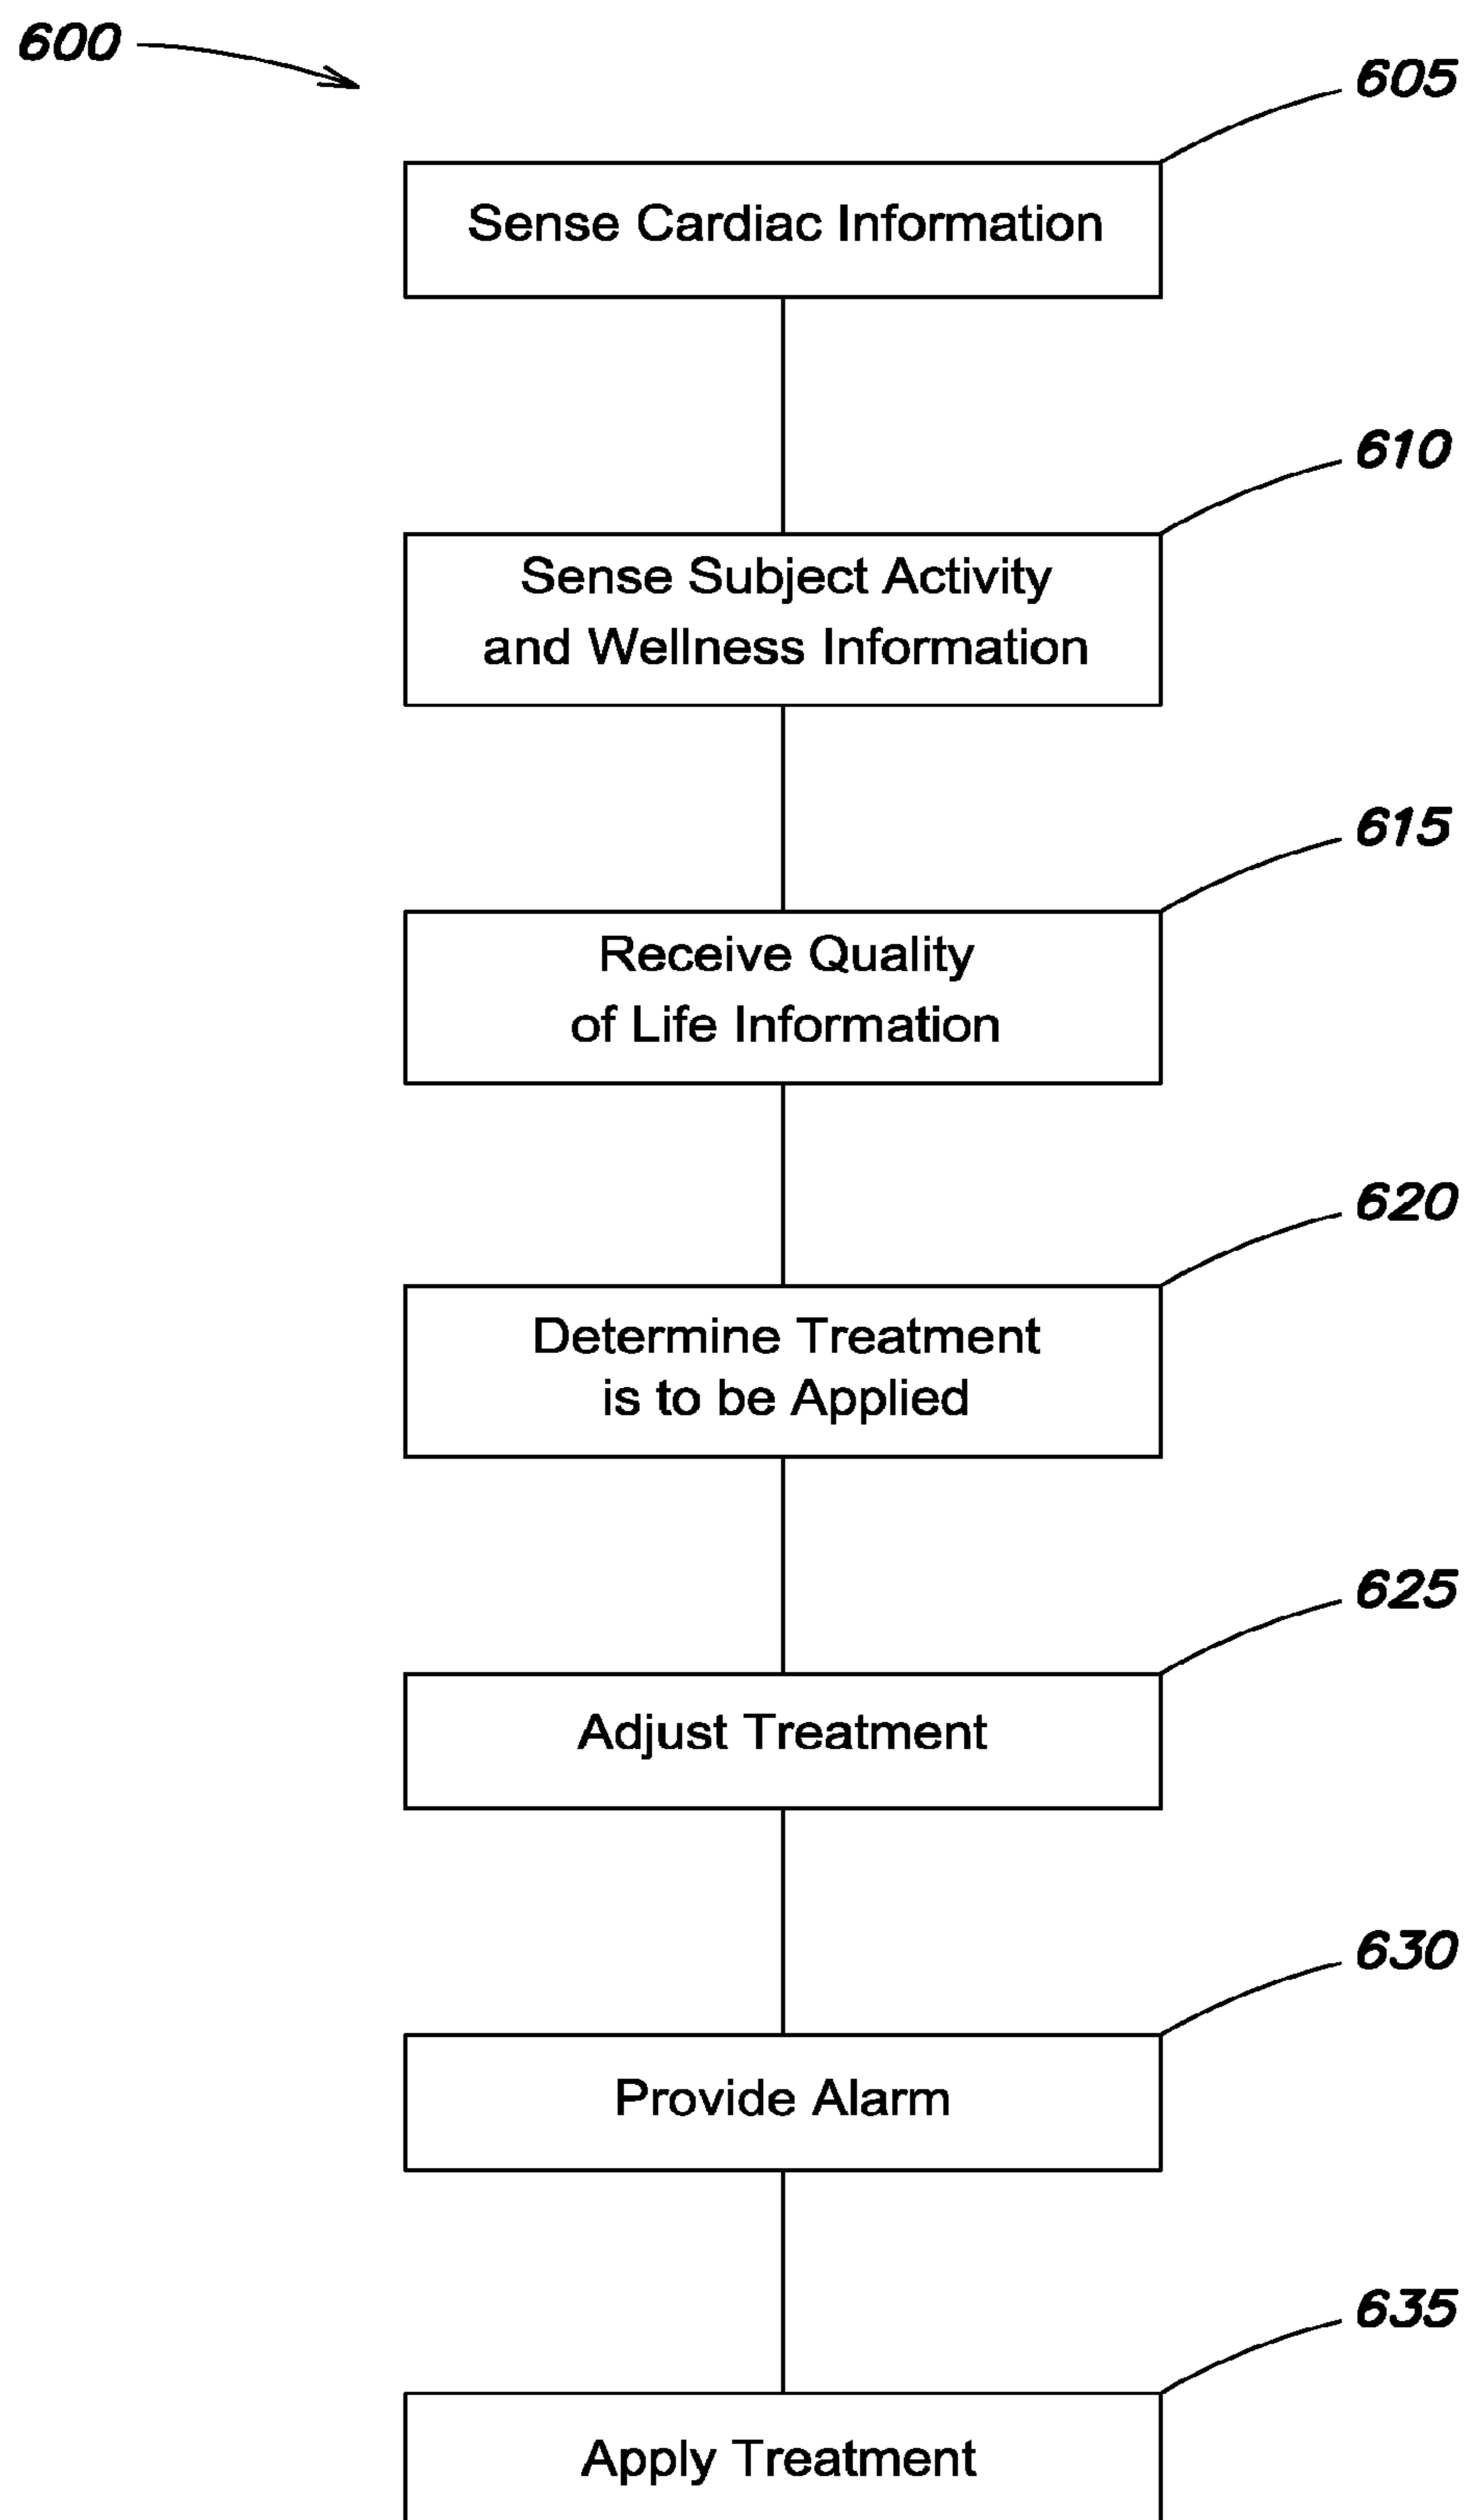 600
605
Sense Cardiac Information
610
Sense Subject Activity
and Wellness Information
615
Receive Quality
of Life Information
620
Determine Treatment
is to be Applied
625
Adjust Treatment
630
Provide Alarm
635
Apply Treatment